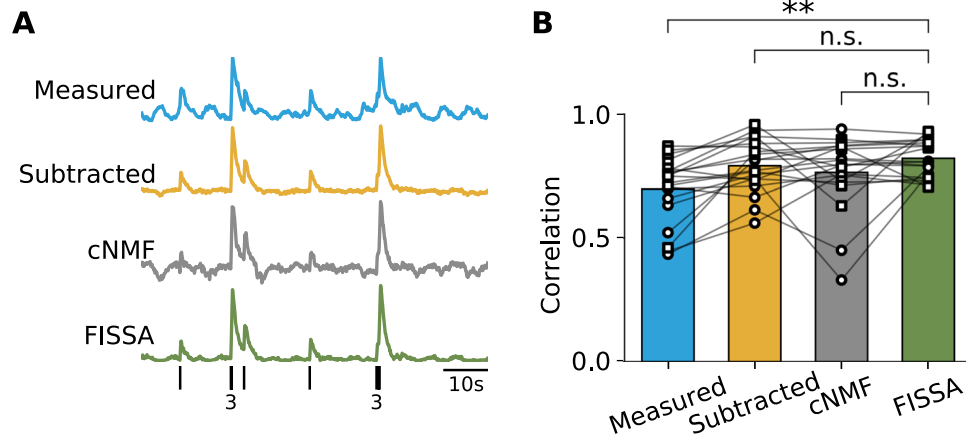 A
Measured
Subtracted
cNMF
FISSA
3
3
10s
B
**
n.s.
n.s.
1.0
0.5
0.0
Correlation
Measured
Subtracted
cNMF
FISSA